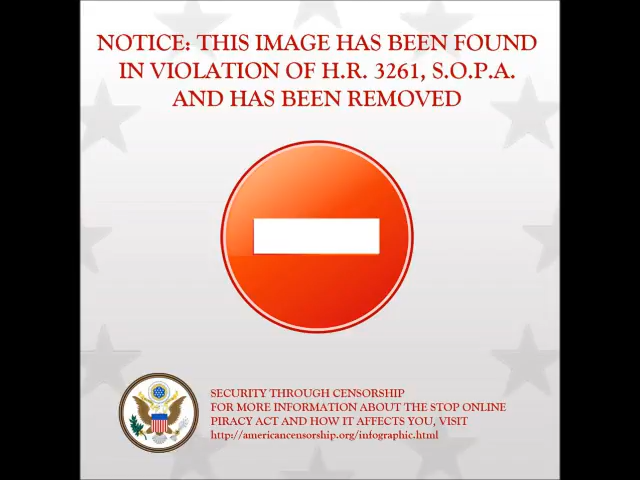 NOTICE: THIS IMAGE HAS BEEN FOUND
IN VIOLATION OF H.R. 3261, S.O.P.A.
AND HAS BEEN REMOVED
SECURITY THROUGH CENSORSHIP
FOR MORE INFORMATION ABOUT THE STOP ONLINE
PIRACY ACT AND HOW IT AFFECTS YOU, VISIT
http://americancensorship.org/infographic.html